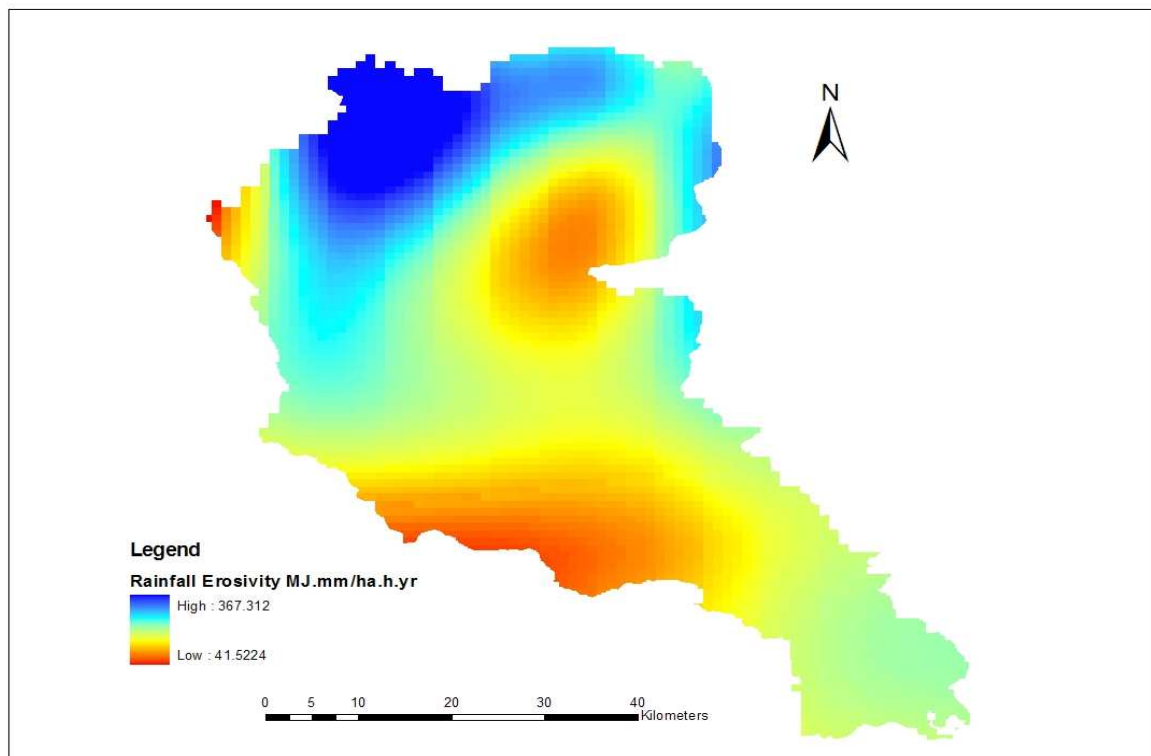 N
Legend
Rainfall Erosivity MJ.mm/ha.h.yr
High : 367.312
Low : 41.5224
0 5 10 20 30 40
Kilometers